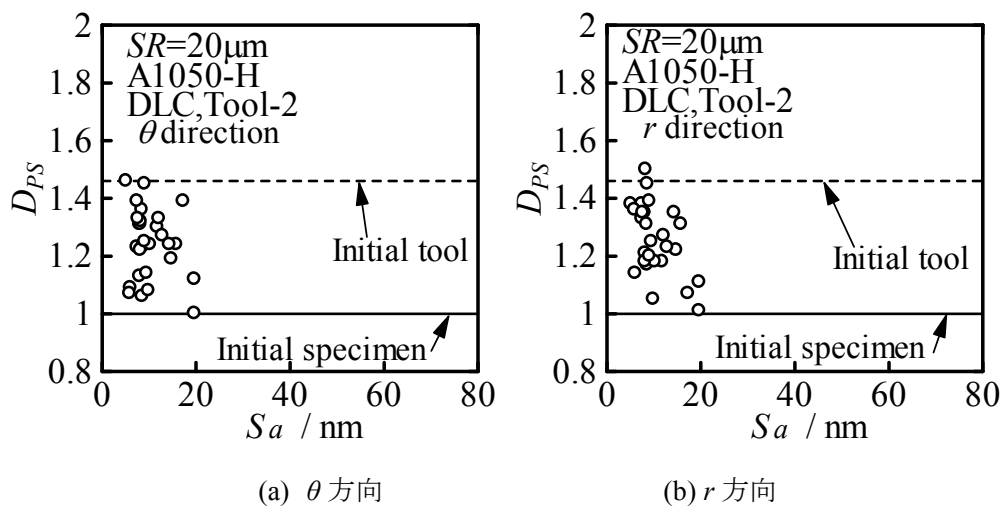 2
SR=20μm
A1050-H
DLC,Tool-2
θ direction
1.8
1.6
1.4
1.2
1
0.8
D_PS
Initial tool
Initial specimen
0 20 40 60 80
Sa / nm
(a) θ 方向
2
SR=20μm
A1050-H
DLC,Tool-2
r direction
1.8
1.6
1.4
1.2
1
0.8
D_PS
Initial tool
Initial specimen
0 20 40 60 80
Sa / nm
(b) r 方向